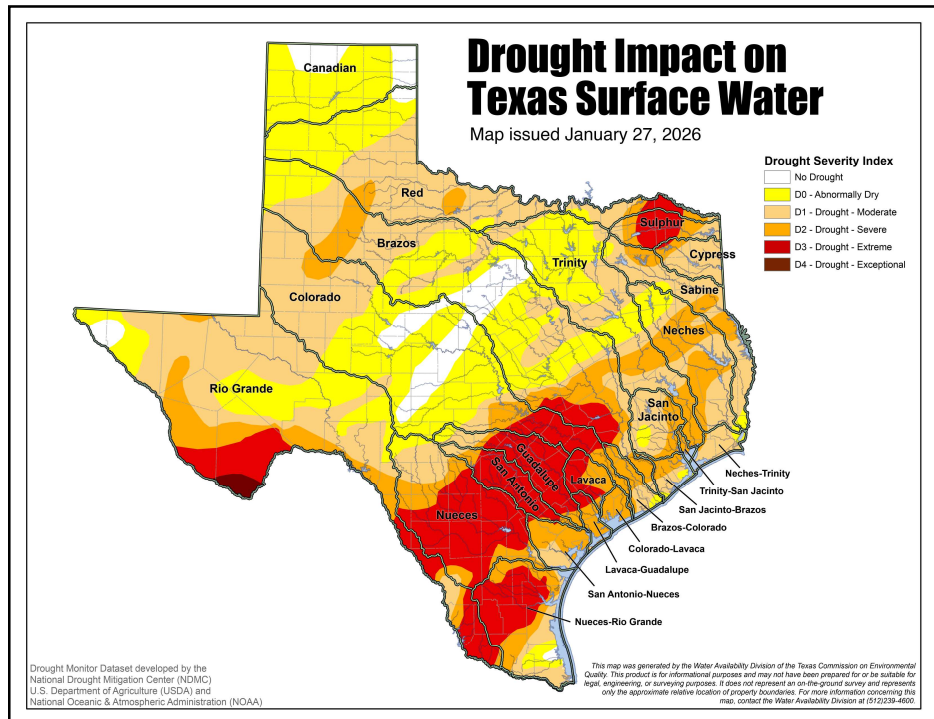 Drought Impact on
Texas Surface Water
Map issued January 27, 2026
Drought Severity Index
No Drought
D0 - Abnormally Dry
D1 - Drought - Moderate
D2 - Drought - Severe
D3 - Drought - Extreme
D4 - Drought - Exceptional
Canadian
Red
Sulphur
Brazos
Cypress
Trinity
Sabine
Colorado
Neches
Rio Grande
San
Jacinto
Guadalupe
San Antonio
Lavaca
Nueces
Neches-Trinity
Trinity-San Jacinto
San Jacinto-Brazos
Brazos-Colorado
Colorado-Lavaca
Lavaca-Guadalupe
San Antonio-Nueces
Nueces-Rio Grande
Drought Monitor Dataset developed by the
National Drought Mitigation Center (NDMC)
U.S. Department of Agriculture (USDA) and
National Oceanic & Atmospheric Administration (NOAA)
This map was generated by the Water Availability Division of the Texas Commission on Environmental
Quality. This product is for informational purposes and may not have been prepared for or be suitable for
legal, engineering, or surveying purposes. It does not represent an on-the-ground survey and represents
only the approximate relative location of property boundaries. For more information concerning this
map, contact the Water Availability Division at (512)239-4600.